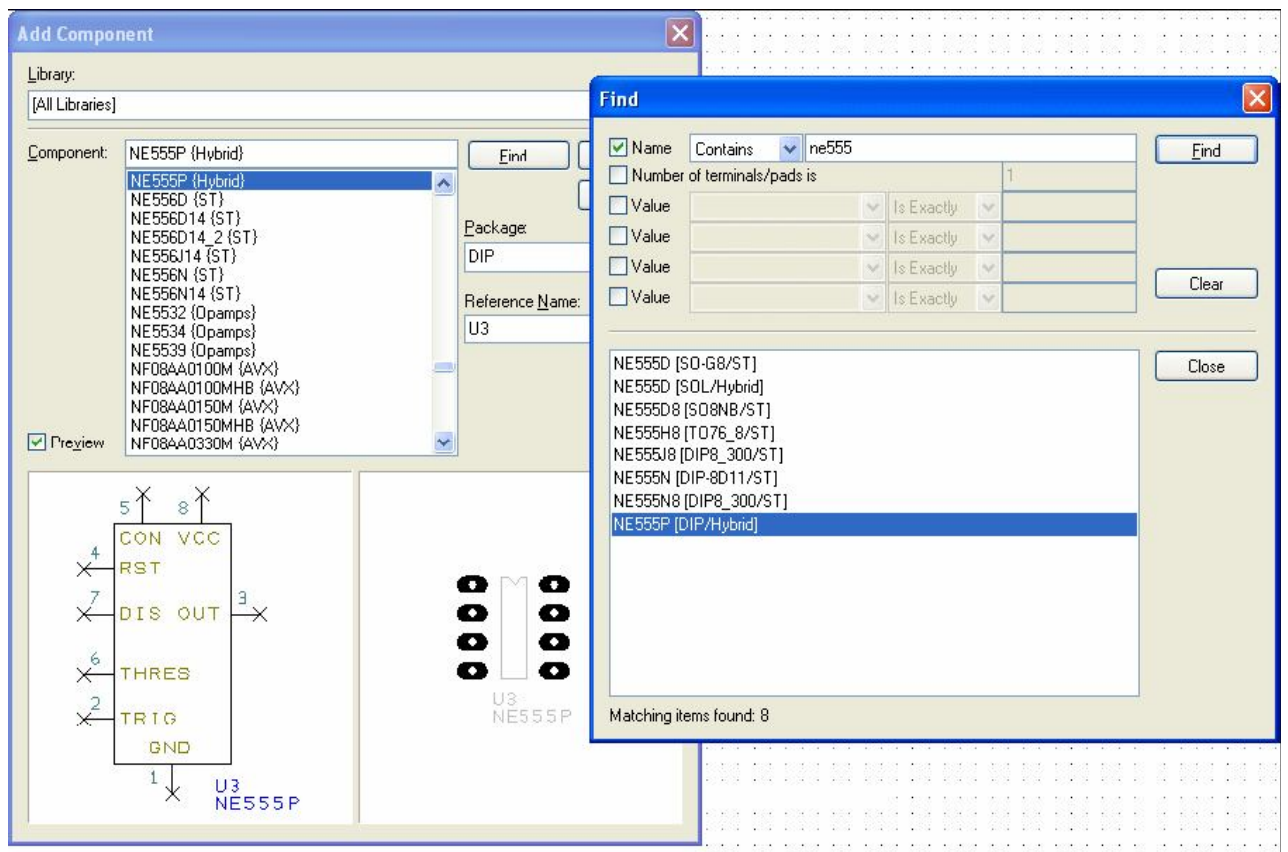 Add Component
Library:
[All Libraries]
Component:
NE555P {Hybrid}
Find
NE555P {Hybrid}
NE556D {ST}
NE556D14 {ST}
NE556D14_2 {ST}
NE556J14 {ST}
NE556N {ST}
NE556N14 {ST}
NE5532 {Opamps}
NE5534 {Opamps}
NE5539 {Opamps}
NF08AA0100M {AVX}
NF08AA0100MHB {AVX}
NF08AA0150M {AVX}
NF08AA0150MHB {AVX}
NF08AA0330M {AVX}
Package:
DIP
Reference Name:
U3
Preview
5 8
CON VCC
4
RST
7
DIS OUT
3
6
THRES
2
TRIG
GND
1
U3
NE555P
U3
NE555P
Find
Name Contains ne555
Find
Number of terminals/pads is 1
Value Is Exactly
Value Is Exactly
Value Is Exactly
Value Is Exactly
Clear
NE555D [SO-G8/ST]
NE555D [SOL/Hybrid]
NE555D8 [SO8NB/ST]
NE555H8 [TO76_8/ST]
NE555J8 [DIP8_300/ST]
NE555N [DIP-8D11/ST]
NE555N8 [DIP8_300/ST]
NE555P [DIP/Hybrid]
Close
Matching items found: 8